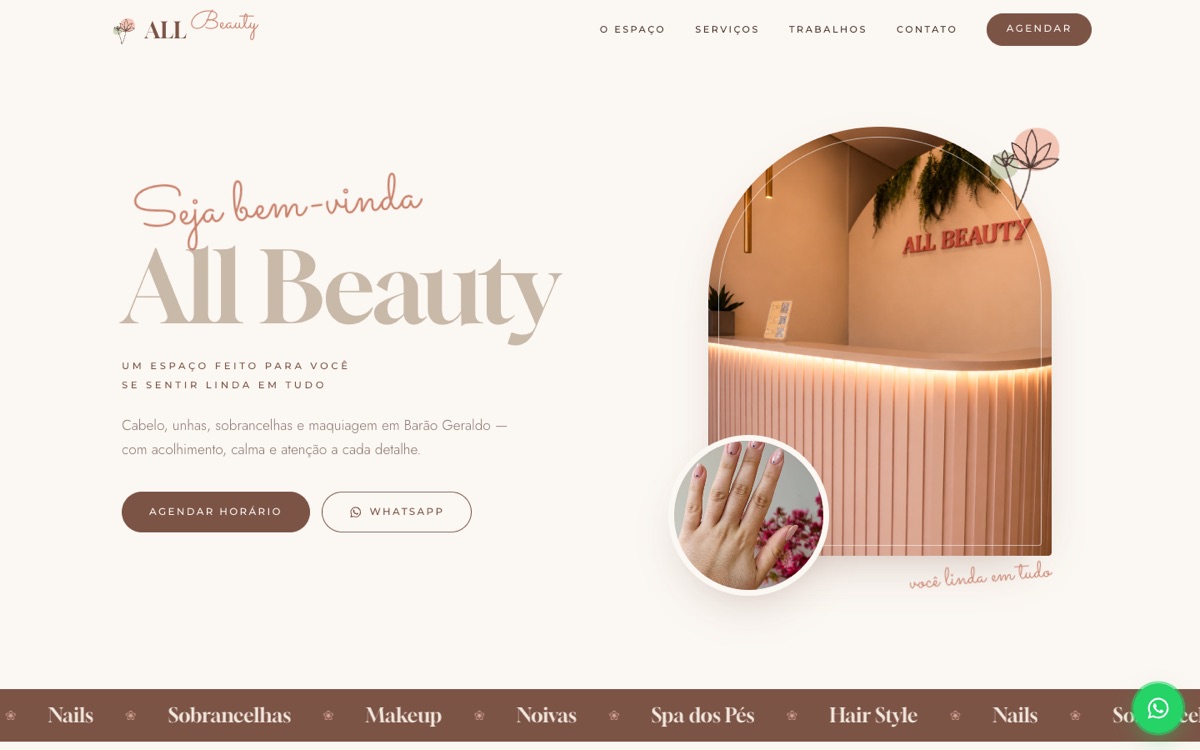 ALL Beauty
O ESPAÇO SERVIÇOS TRABALHOS CONTATO AGENDAR
Seja bem-vinda
All Beauty
UM ESPAÇO FEITO PARA VOCÊ
SE SENTIR LINDA EM TUDO
Cabelo, unhas, sobrancelhas e maquiagem em Barão Geraldo —
com acolhimento, calma e atenção a cada detalhe.
AGENDAR HORÁRIO WHATSAPP
ALL BEAUTY
você linda em tudo
Nails Sobrancelhas Makeup Noivas Spa dos Pés Hair Style Nails